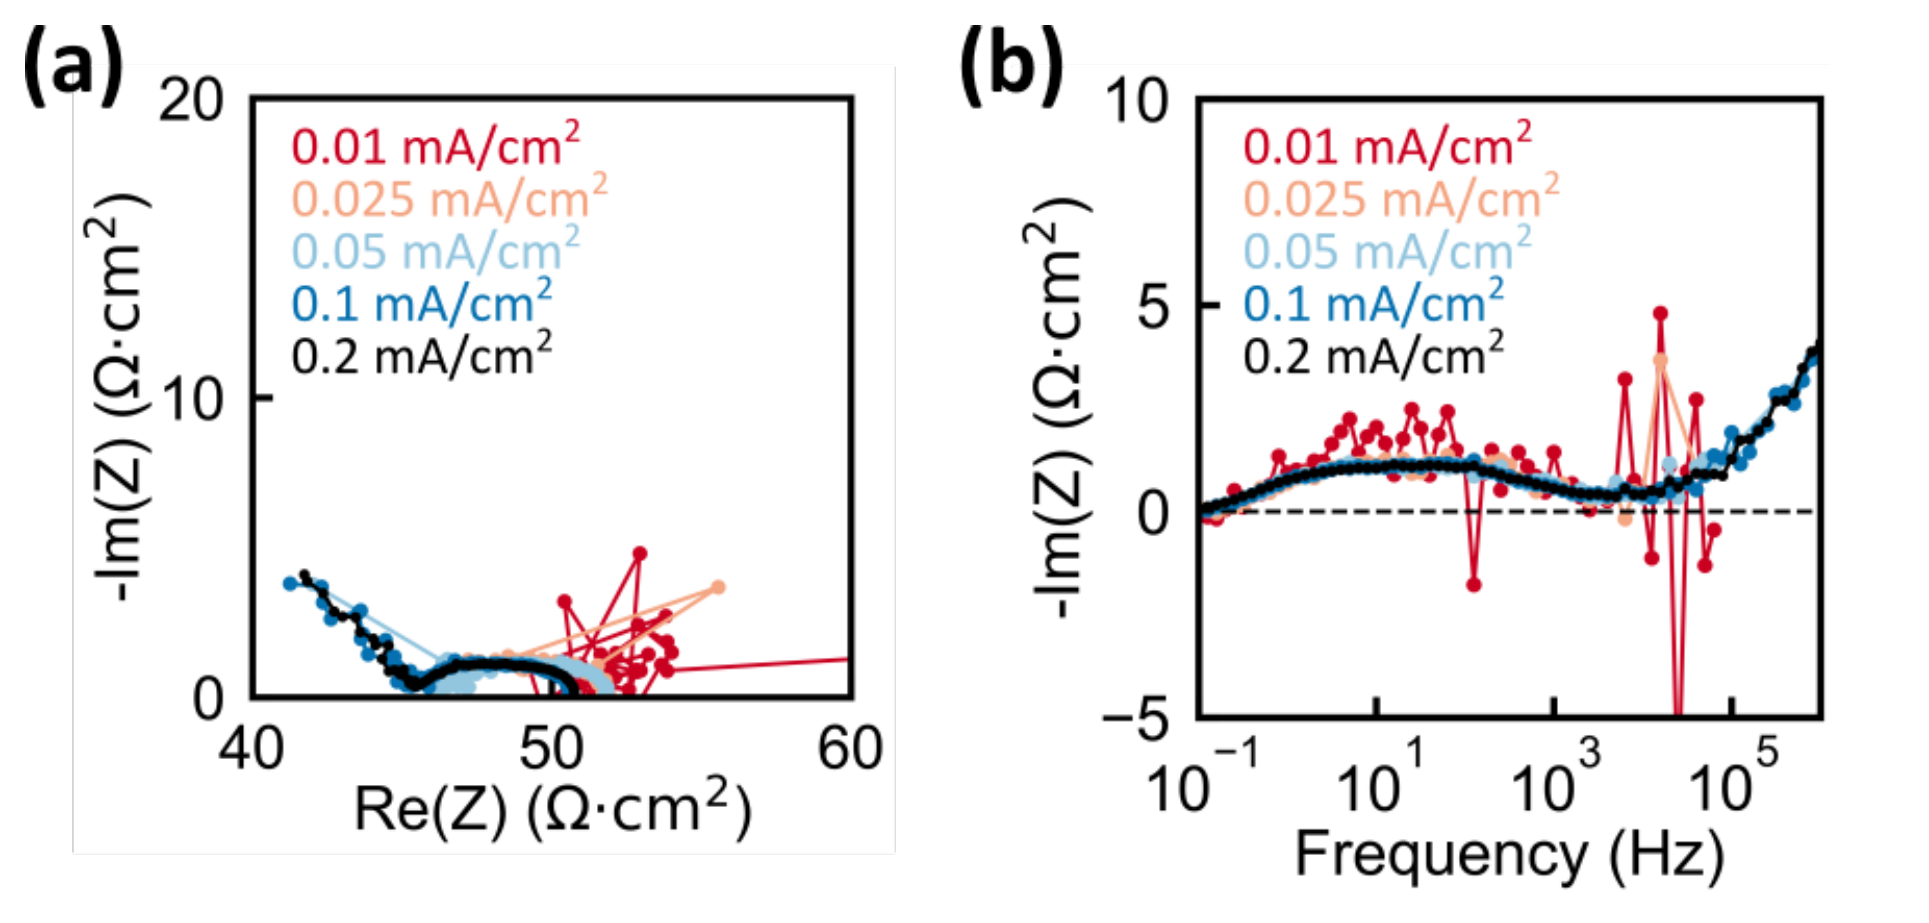 (a)
20
0.01 mA/cm²
0.025 mA/cm²
0.05 mA/cm²
0.1 mA/cm²
0.2 mA/cm²
10
0
-Im(Z) (Ω·cm²)
40 50 60
Re(Z) (Ω·cm²)
(b)
10
0.01 mA/cm²
0.025 mA/cm²
0.05 mA/cm²
0.1 mA/cm²
0.2 mA/cm²
5
0
−5
-Im(Z) (Ω·cm²)
10⁻¹ 10¹ 10³ 10⁵
Frequency (Hz)